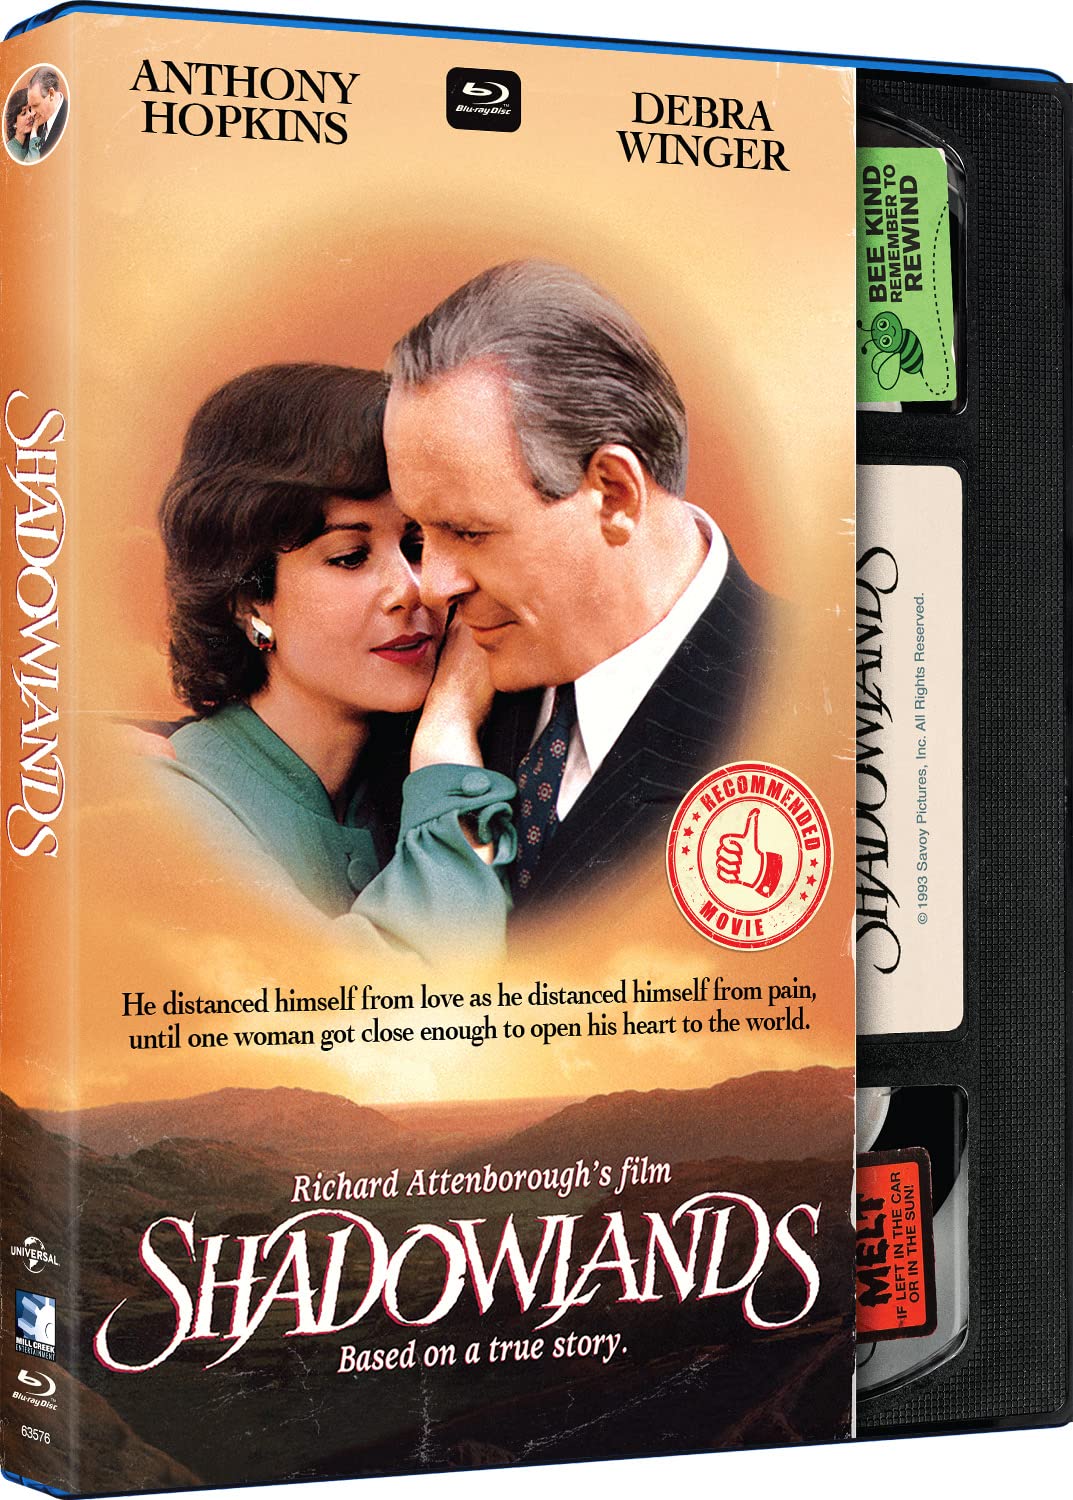 ANTHONY
HOPKINS
Blu-ray Disc™
DEBRA
WINGER
RECOMMENDED
MOVIE
He distanced himself from love as he distanced himself from pain,
until one woman got close enough to open his heart to the world.
Richard Attenborough's film
SHADOWLANDS
Based on a true story.
SHADOWLANDS
UNIVERSAL
MILL CREEK
ENTERTAINMENT
Blu-ray Disc™
63576
BEE KIND
REMEMBER TO
REWIND
SHADOWLANDS
© 1993 Savoy Pictures, Inc. All Rights Reserved.
MELT
IF LEFT IN THE CAR
OR IN THE SUN!